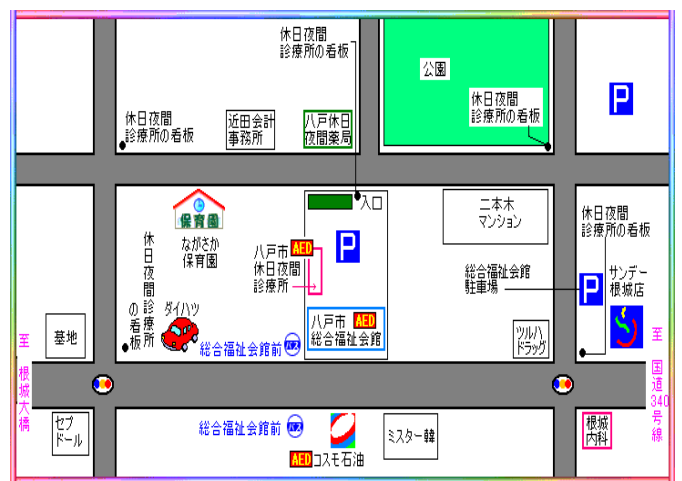 休日夜間
診療所の看板
公園
休日夜間
診療所の看板
P
休日夜間
診療所の看板
近田会計
事務所
八戸休日
夜間薬局
入口
二本木
マンション
休日夜間
診療所の看板
保育園
ながさか
保育園
休日夜間診療所
の看板
八戸市
休日夜間
診療所
AED
P
総合福祉会館
駐車場
P
サンデー
根城店
ダイハツ
八戸市 AED
総合福祉会館
ツルハ
ドラッグ
墓地
総合福祉会館前 バス
至 根城大橋
至 国道340号線
セブ
ドール
総合福祉会館前 バス
AED コスモ石油
ミスター韓
根城
内科